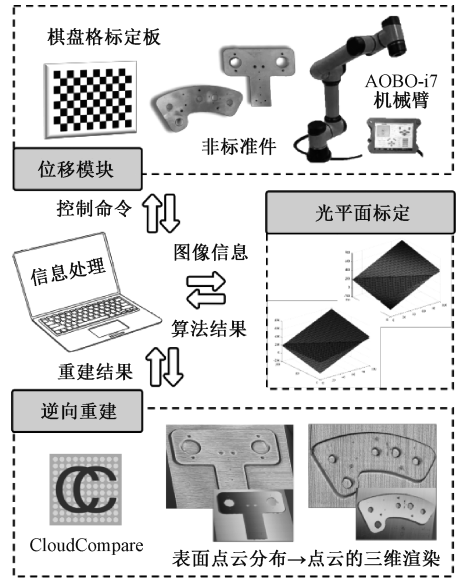 棋盘格标定板
AOBO-i7
机械臂
非标准件
位移模块
控制命令
光平面标定
信息处理
图像信息
算法结果
重建结果
逆向重建
CC
CloudCompare
表面点云分布→点云的三维渲染